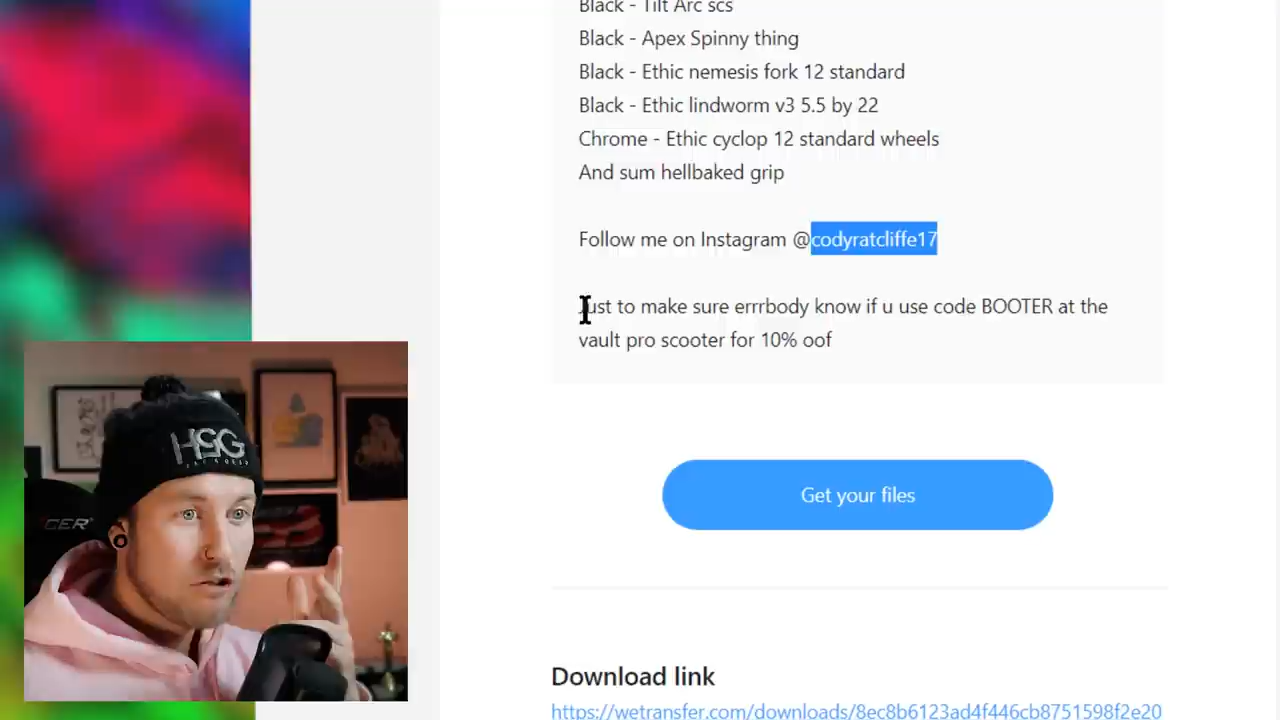 Black - Tilt Arc scs
Black - Apex Spinny thing
Black - Ethic nemesis fork 12 standard
Black - Ethic lindworm v3 5.5 by 22
Chrome - Ethic cyclop 12 standard wheels
And sum hellbaked grip
Follow me on Instagram @codyratcliffe17
Just to make sure errrbody know if u use code BOOTER at the
vault pro scooter for 10% oof
Get your files
Download link
https://wetransfer.com/downloads/8ec8b6123ad4f446cb8751598f2e20
HSG
CER